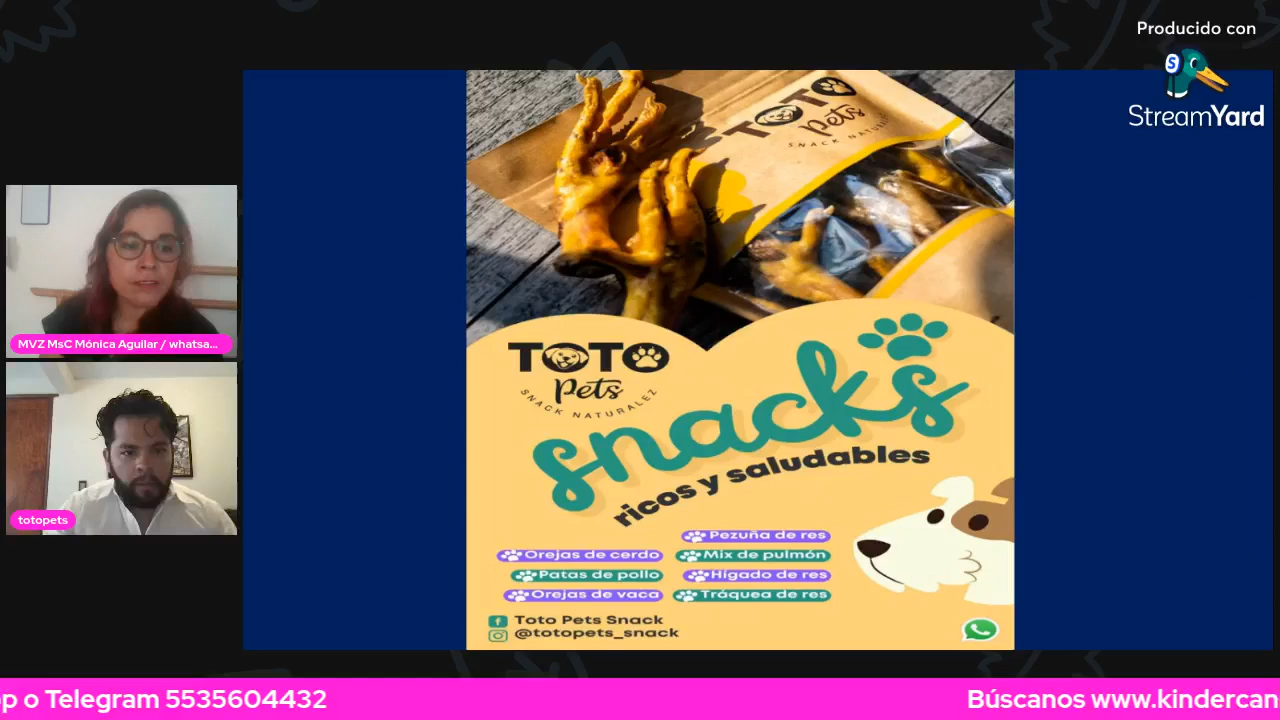 Producido con
StreamYard
TOTO
Pets
SNACK NATURALEZ
TOTO
Pets
SNACK NATURALEZ
snacks
ricos y saludables
Pezuña de res
Orejas de cerdo
Mix de pulmón
Patas de pollo
Hígado de res
Orejas de vaca
Tráquea de res
Toto Pets Snack
@totopets_snack
MVZ MsC Mónica Aguilar / whatsa...
totopets
op o Telegram 5535604432
Búscanos www.kindercan